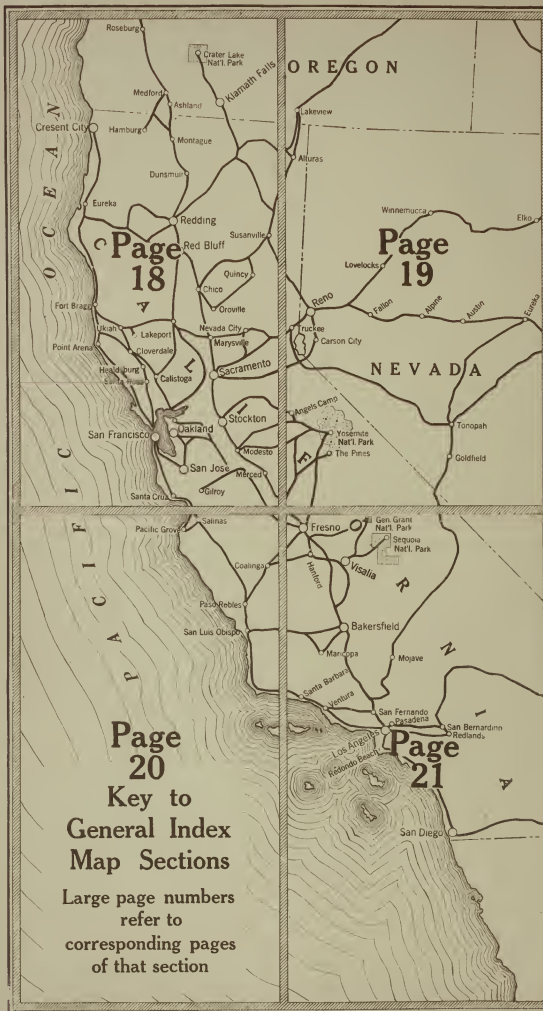 Roseburg
Crater Lake
Nat'l. Park
Klamath Falls
Medford
Ashland
Cresent City
Hamburg
Montague
Dunsmuir
Eureka
Redding
Red Bluff
Susanville
Page
18
Quincy
Chico
Oroville
Fort Bragg
Ukiah
Lakeport
Nevada City
Marysville
Point Arena
Cloverdale
Healdsburg
Santa Rosa
Calistoga
Sacramento
Oakland
Stockton
San Francisco
Modesto
San Jose
Merced
Gilroy
Santa Cruz
OREGON
Lakeview
Alturas
Winnemucca
Elko
Page
19
Lovelocks
Reno
Fallon
Alpine
Austin
Eureka
Truckee
Carson City
NEVADA
Angels Camp
Yosemite
Nat'l. Park
The Pines
Tonopah
Goldfield
PACIFIC OCEAN
CALIFORNIA
Salinas
Pacific Grove
Coalinga
Paso Robles
San Luis Obispo
Santa Barbara
Page
20
Key to
General Index
Map Sections
Large page numbers
refer to
corresponding pages
of that section
Fresno
Gen. Grant
Nat'l Park
Sequoia
Nat'l. Park
Hanford
Visalia
Bakersfield
Maricopa
Mojave
Ventura
San Fernando
Pasadena
San Bernardino
Redlands
Los Angeles
Redondo Beach
Page
21
San Diego